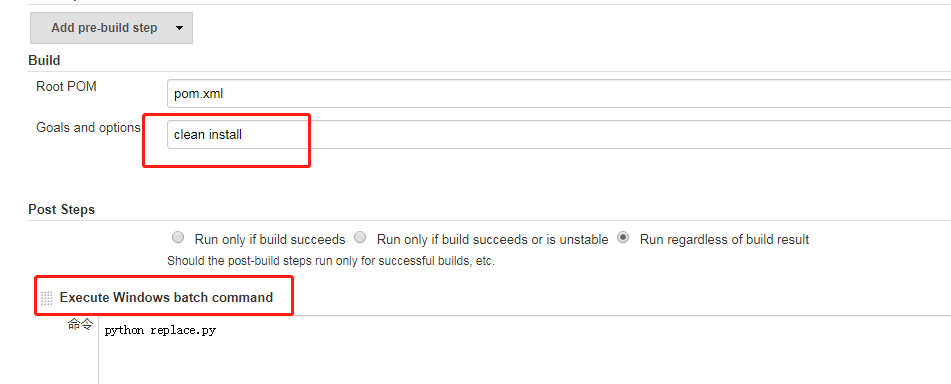 Add pre-build step
Build
Root POM
pom.xml
Goals and options
clean install
Post Steps
Run only if build succeeds Run only if build succeeds or is unstable Run regardless of build result
Should the post-build steps run only for successful builds, etc.
Execute Windows batch command
命令
python replace.py